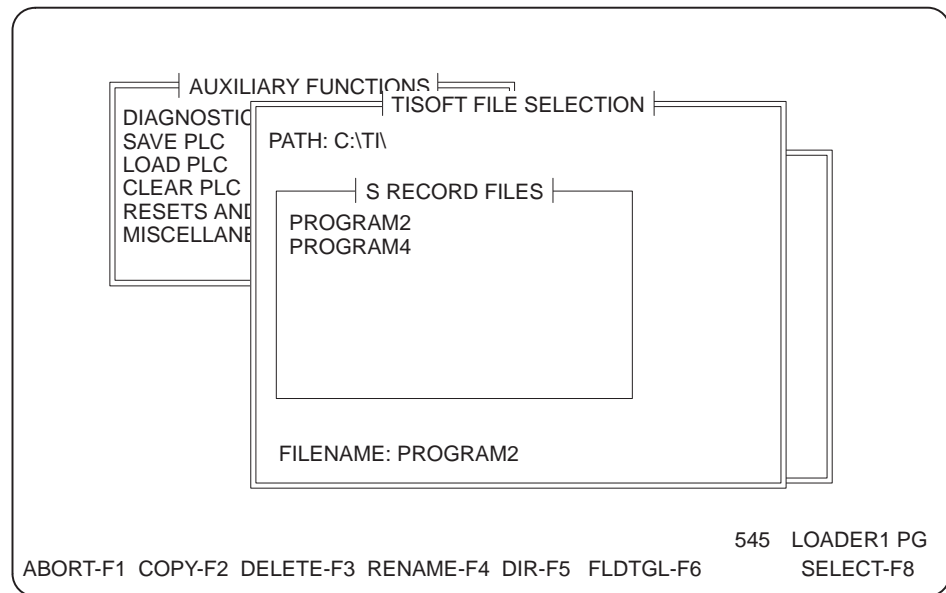 AUXILIARY FUNCTIONS
TISOFT FILE SELECTION
DIAGNOSTIC
SAVE PLC
LOAD PLC
CLEAR PLC
RESETS AND
MISCELLANE
PATH: C:\TI\
S RECORD FILES
PROGRAM2
PROGRAM4
FILENAME: PROGRAM2
545 LOADER1 PG
ABORT-F1 COPY-F2 DELETE-F3 RENAME-F4 DIR-F5 FLDTGL-F6 SELECT-F8